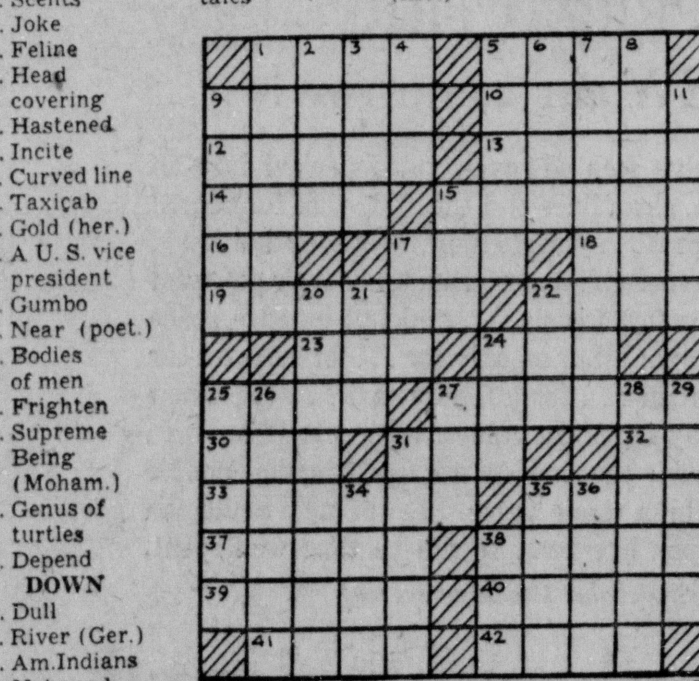 . Scents
tales
. Joke
. Feline
. Head
covering
. Hastened
. Incite
. Curved line
. Taxicab
. Gold (her.)
. A U. S. vice
president
. Gumbo
. Near (poet.)
. Bodies
of men
. Frighten
. Supreme
Being
(Moham.)
. Genus of
turtles
. Depend
DOWN
. Dull
. River (Ger.)
. Am.Indians
1 2 3 4 5 6 7 8
9 10 11
12 13
14 15
16 17 18
19 20 21 22
23 24
25 26 27 28 29
30 31 32
33 34 35 36
37 38
39 40
41 42